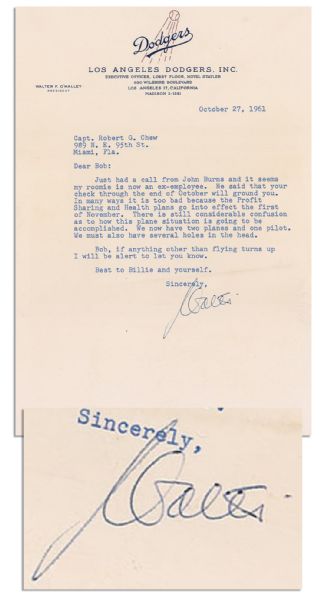 Dodgers
LOS ANGELES DODGERS, INC.
EXECUTIVE OFFICES, LOBBY FLOOR, HOTEL STATLER
930 WILSHIRE BOULEVARD
LOS ANGELES 17, CALIFORNIA
MADISON 2-1261
WALTER F. O'MALLEY
PRESIDENT
October 27, 1961
Capt. Robert G. Chew
989 N. E. 95th St.
Miami, Fla.
Dear Bob:
Just had a call from John Burns and it seems
my roomie is now an ex-employee. We said that your
check through the end of October will ground you.
In many ways it is too bad because the Profit
Sharing and Health plans go into effect the first
of November. There is still considerable confusion
as to how this plane situation is going to be
accomplished. We now have two planes and one pilot.
We must also have several holes in the head.
Bob, if anything other than flying turns up
I will be alert to let you know.
Best to Billie and yourself.
Sincerely,
Sincerely,